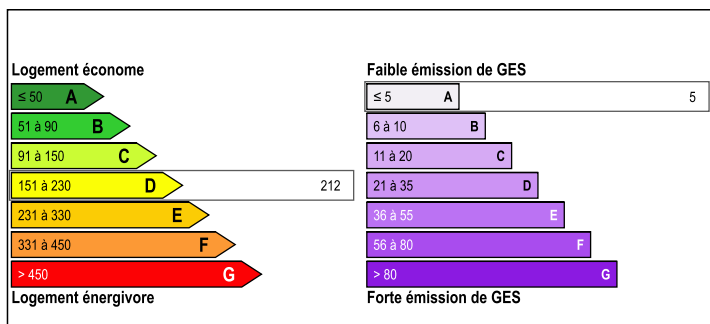 Logement économe
≤ 50 A
51 à 90 B
91 à 150 C
151 à 230 D 212
231 à 330 E
331 à 450 F
> 450 G
Logement énergivore
Faible émission de GES
≤ 5 A 5
6 à 10 B
11 à 20 C
21 à 35 D
36 à 55 E
56 à 80 F
> 80 G
Forte émission de GES